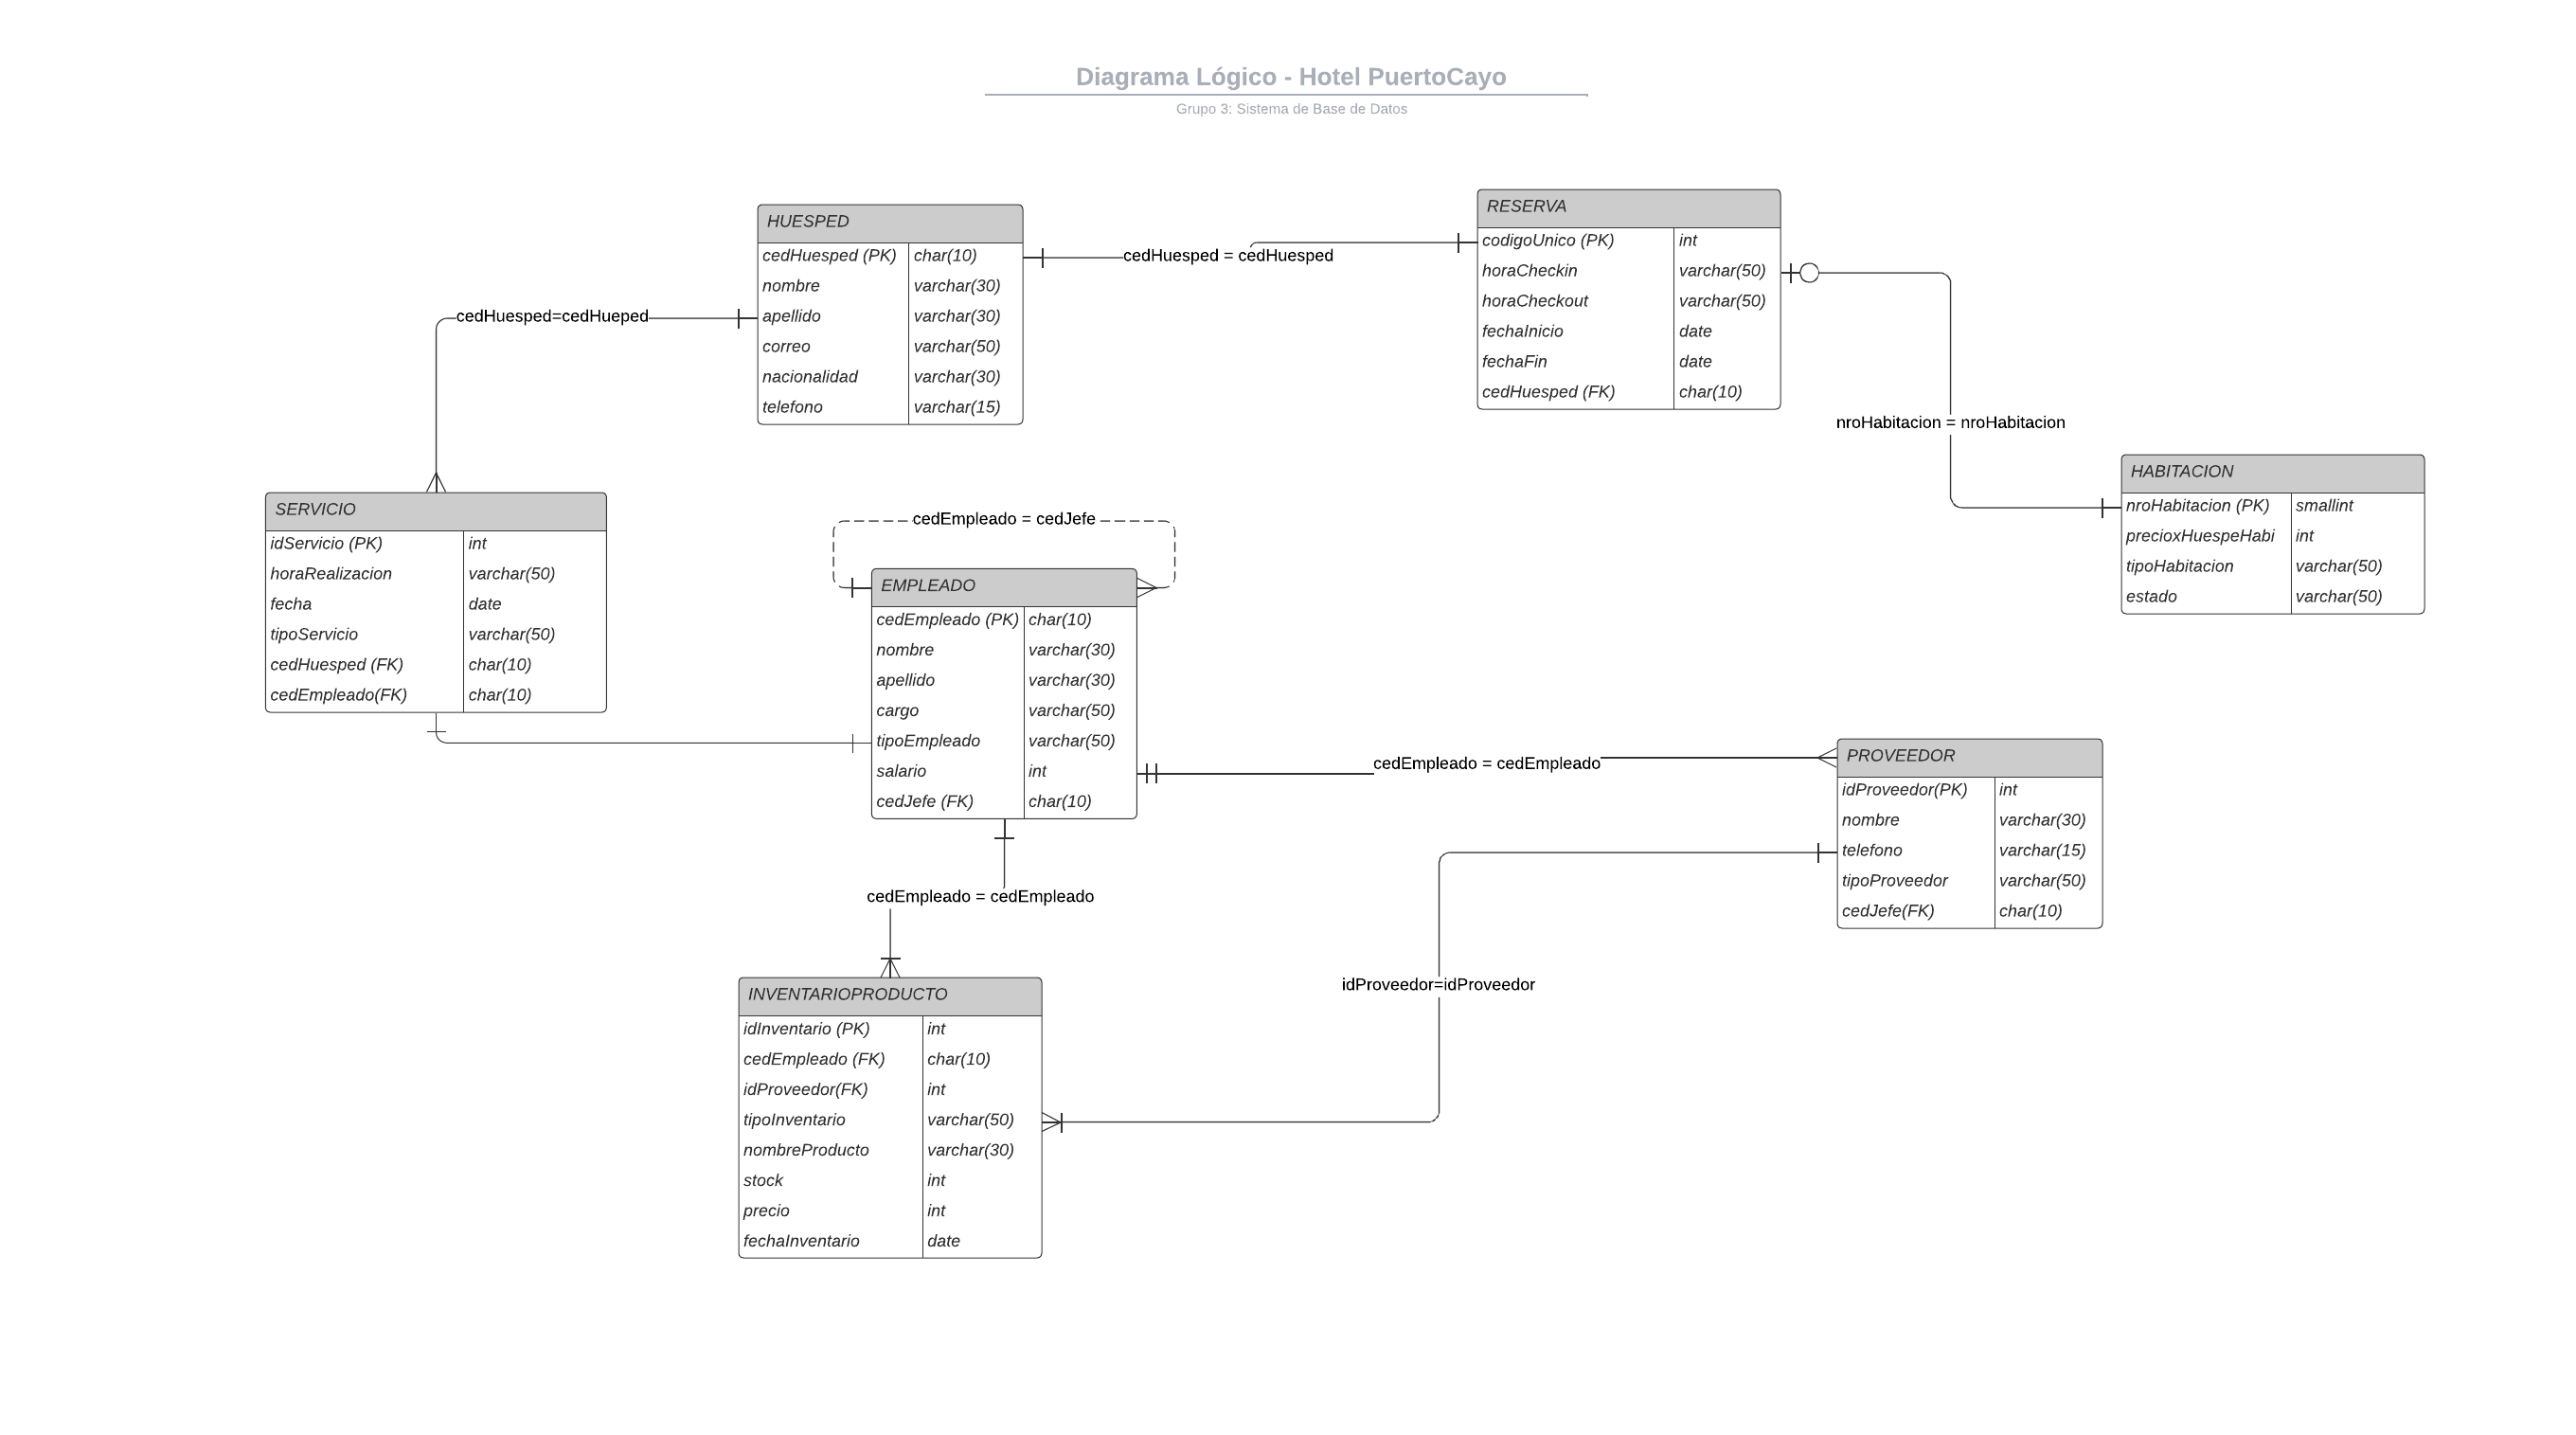 Diagrama Lógico - Hotel PuertoCayo
Grupo 3: Sistema de Base de Datos
HUESPED
cedHuesped (PK) char(10)
nombre varchar(30)
apellido varchar(30)
correo varchar(50)
nacionalidad varchar(30)
telefono varchar(15)
cedHuesped = cedHuesped
RESERVA
codigoUnico (PK) int
horaCheckin varchar(50)
horaCheckout varchar(50)
fechaInicio date
fechaFin date
cedHuesped (FK) char(10)
cedHuesped=cedHueped
nroHabitacion = nroHabitacion
HABITACION
nroHabitacion (PK) smallint
precioxHuespeHabi int
tipoHabitacion varchar(50)
estado varchar(50)
SERVICIO
idServicio (PK) int
horaRealizacion varchar(50)
fecha date
tipoServicio varchar(50)
cedHuesped (FK) char(10)
cedEmpleado(FK) char(10)
cedEmpleado = cedJefe
EMPLEADO
cedEmpleado (PK) char(10)
nombre varchar(30)
apellido varchar(30)
cargo varchar(50)
tipoEmpleado varchar(50)
salario int
cedJefe (FK) char(10)
cedEmpleado = cedEmpleado
PROVEEDOR
idProveedor(PK) int
nombre varchar(30)
telefono varchar(15)
tipoProveedor varchar(50)
cedJefe(FK) char(10)
cedEmpleado = cedEmpleado
idProveedor=idProveedor
INVENTARIOPRODUCTO
idInventario (PK) int
cedEmpleado (FK) char(10)
idProveedor(FK) int
tipoInventario varchar(50)
nombreProducto varchar(30)
stock int
precio int
fechaInventario date